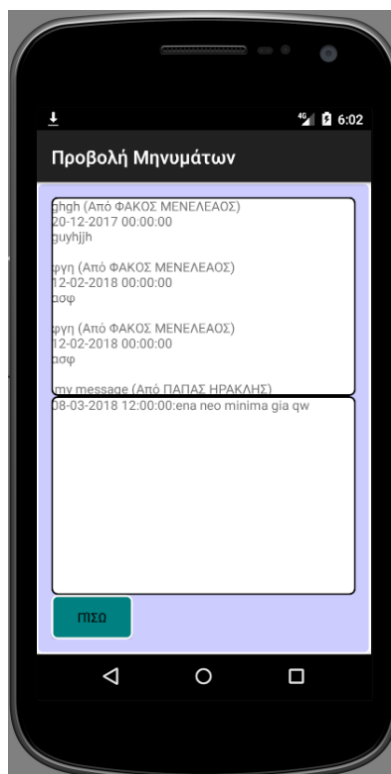 4G 6:02
Προβολή Μηνυμάτων
ghgh (Από ΦΑΚΟΣ ΜΕΝΕΛΕΑΟΣ)
20-12-2017 00:00:00
guyhjjh
φγη (Από ΦΑΚΟΣ ΜΕΝΕΛΕΑΟΣ)
12-02-2018 00:00:00
ασφ
φγη (Από ΦΑΚΟΣ ΜΕΝΕΛΕΑΟΣ)
12-02-2018 00:00:00
ασφ
my message (Από ΠΑΠΑΣ ΗΡΑΚΛΗΣ)
08-03-2018 12:00:00:ena neo minima gia qw
ΠΙΣΩ